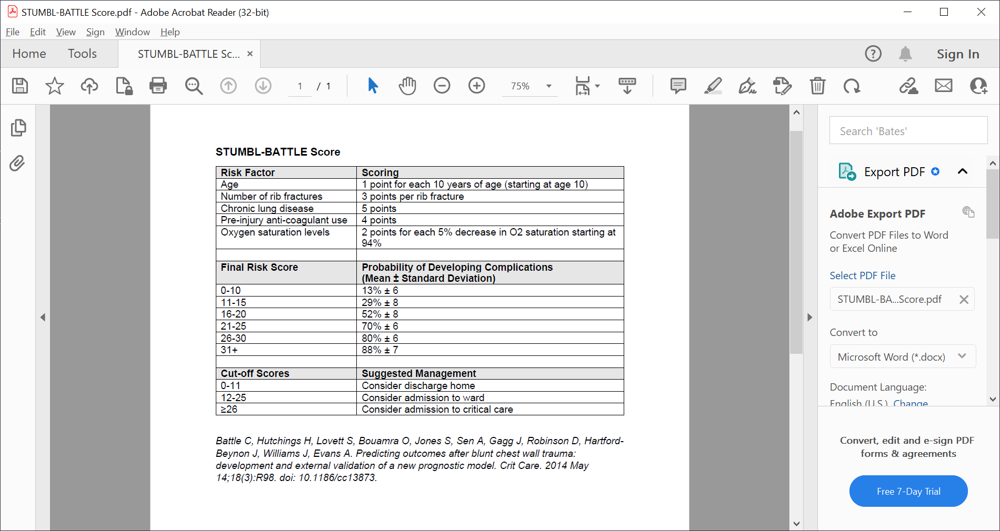 STUMBL-BATTLE Score.pdf - Adobe Acrobat Reader (32-bit)
File Edit View Sign Window Help
Home Tools STUMBL-BATTLE Sc... × ? Sign In
1 / 1 75%
STUMBL-BATTLE Score
Risk Factor Scoring
Age 1 point for each 10 years of age (starting at age 10)
Number of rib fractures 3 points per rib fracture
Chronic lung disease 5 points
Pre-injury anti-coagulant use 4 points
Oxygen saturation levels 2 points for each 5% decrease in O2 saturation starting at
94%
Final Risk Score Probability of Developing Complications
(Mean ± Standard Deviation)
0-10 13% ± 6
11-15 29% ± 8
16-20 52% ± 8
21-25 70% ± 6
26-30 80% ± 6
31+ 88% ± 7
Cut-off Scores Suggested Management
0-11 Consider discharge home
12-25 Consider admission to ward
≥26 Consider admission to critical care
Battle C, Hutchings H, Lovett S, Bouamra O, Jones S, Sen A, Gagg J, Robinson D, Hartford-
Beynon J, Williams J, Evans A. Predicting outcomes after blunt chest wall trauma:
development and external validation of a new prognostic model. Crit Care. 2014 May
14;18(3):R98. doi: 10.1186/cc13873.
Search 'Bates'
Export PDF
Adobe Export PDF
Convert PDF Files to Word
or Excel Online
Select PDF File
STUMBL-BA...Score.pdf
Convert to
Microsoft Word (*.docx)
Document Language:
English (U.S.) Change
Convert, edit and e-sign PDF
forms & agreements
Free 7-Day Trial